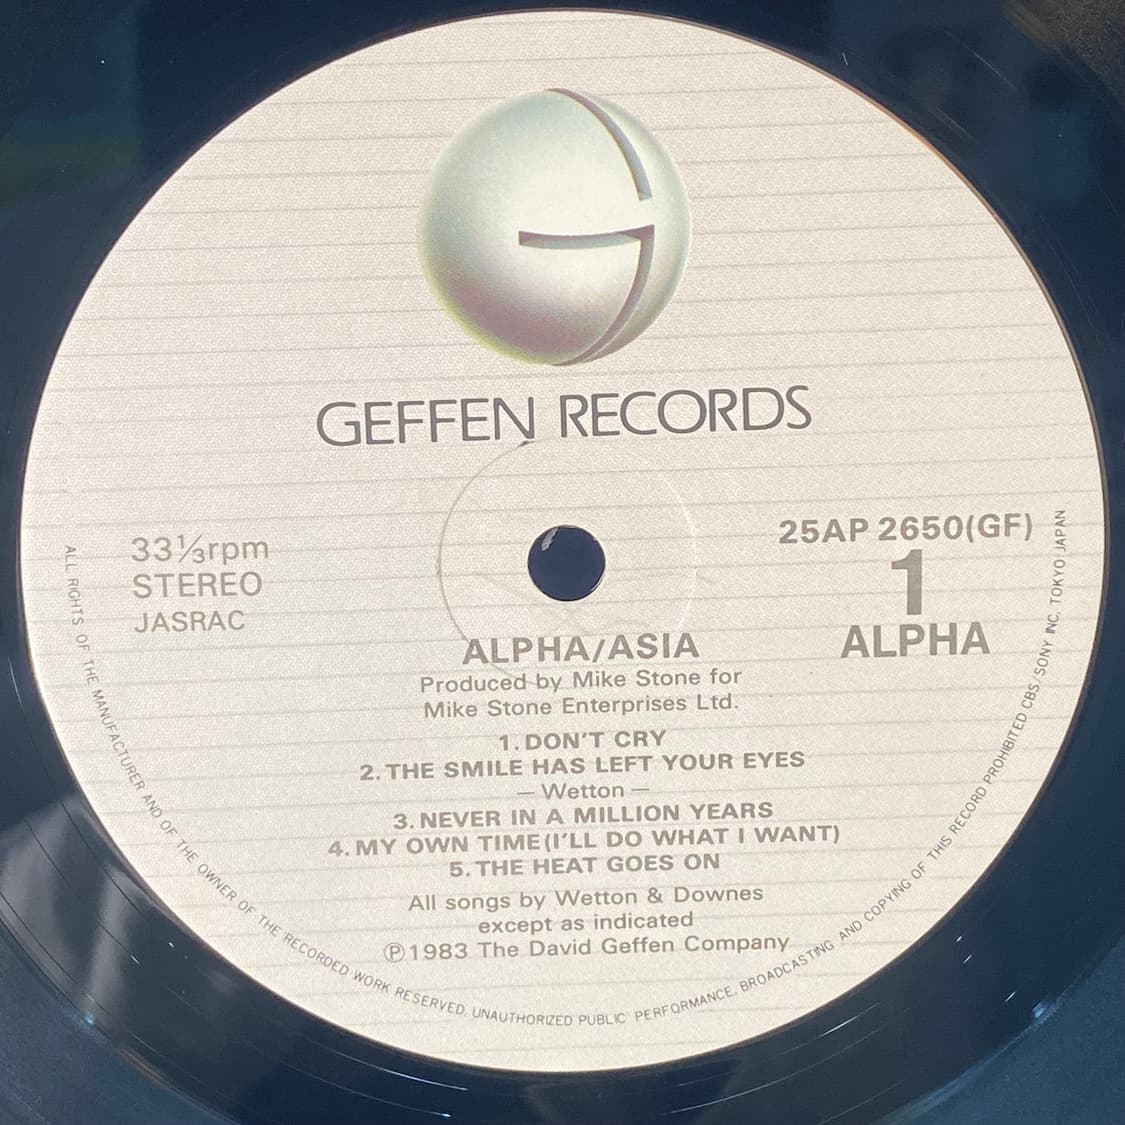 GEFFEN RECORDS
33⅓rpm
STEREO
JASRAC
25AP 2650(GF)
1
ALPHA
ALPHA/ASIA
Produced by Mike Stone for
Mike Stone Enterprises Ltd.
1. DON'T CRY
2. THE SMILE HAS LEFT YOUR EYES
— Wetton —
3. NEVER IN A MILLION YEARS
4. MY OWN TIME (I'LL DO WHAT I WANT)
5. THE HEAT GOES ON
All songs by Wetton & Downes
except as indicated
Ⓟ1983 The David Geffen Company
ALL RIGHTS OF THE MANUFACTURER AND OF THE OWNER OF THE RECORDED WORK RESERVED. UNAUTHORIZED PUBLIC PERFORMANCE, BROADCASTING AND COPYING OF THIS RECORD PROHIBITED CBS/SONY INC. TOKYO JAPAN